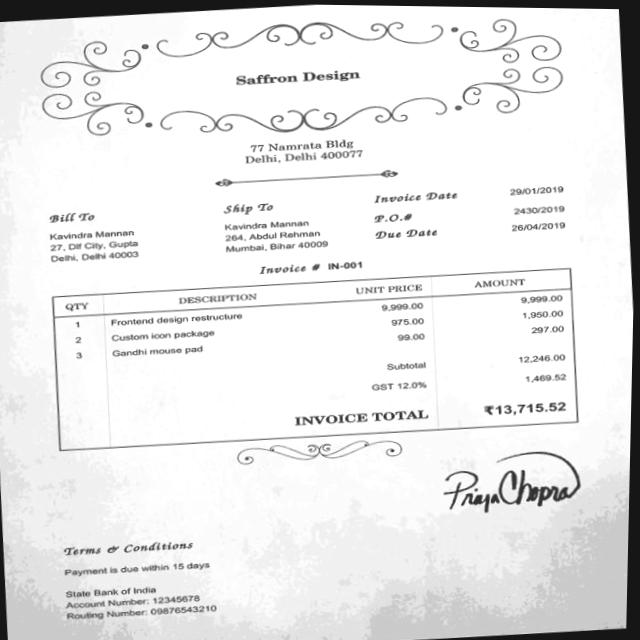 Saffron Design
77 Namrata Bldg
Delhi, Delhi 400077
Bill To
Kavindra Mannan
27, Dlf City, Gupta
Delhi, Delhi 40003
Ship To
Kavindra Mannan
264, Abdul Rehman
Mumbai, Bihar 40009
Invoice Date 29/01/2019
P.O.# 2430/2019
Due Date 26/04/2019
Invoice # IN-001
QTY DESCRIPTION UNIT PRICE AMOUNT
1 Frontend design restructure 9,999.00 9,999.00
2 Custom icon package 975.00 1,950.00
3 Gandhi mouse pad 99.00 297.00
Subtotal 12,246.00
GST 12.0% 1,469.52
INVOICE TOTAL ₹13,715.52
Priya Chopra
Terms & Conditions
Payment is due within 15 days
State Bank of India
Account Number: 12345678
Routing Number: 09876543210